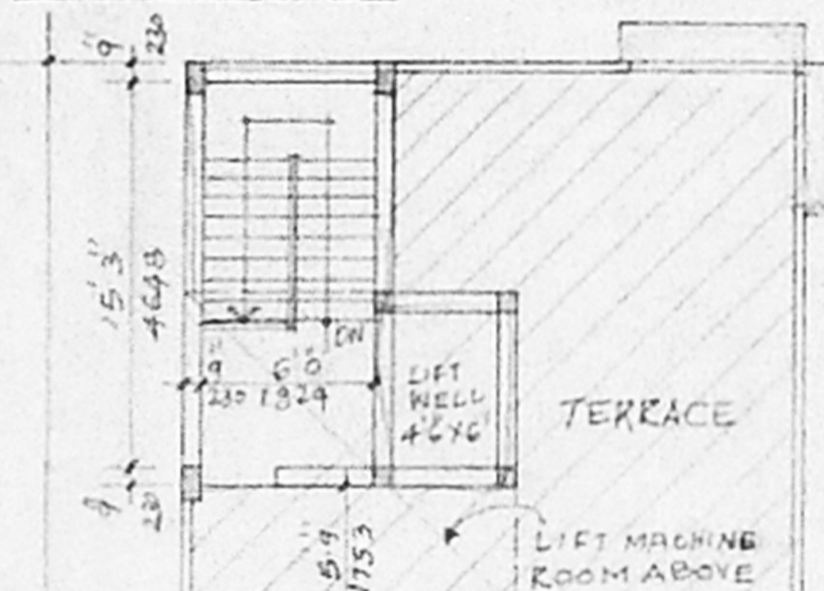 9"
230
15'3"
4648
DN
9"
6'0"
230
1829
LIFT
WELL
4'6"X6'
TERRACE
9"
230
5'9"
1753
LIFT MACHINE
ROOM ABOVE